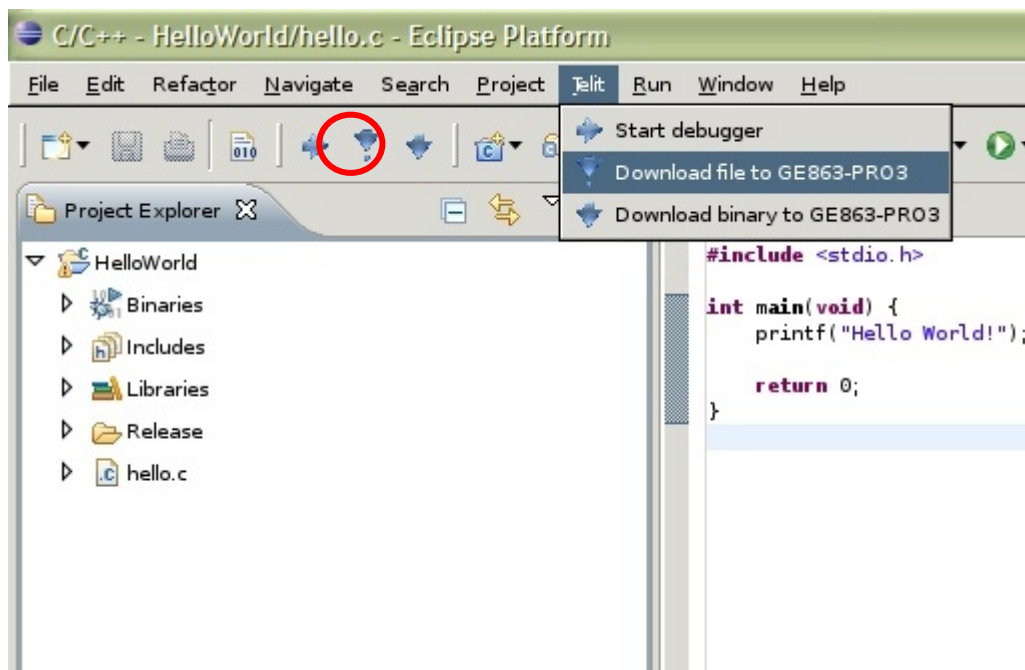 C/C++ - HelloWorld/hello.c - Eclipse Platform
File Edit Refactor Navigate Search Project Telit Run Window Help
010
Start debugger
Download file to GE863-PRO3
Download binary to GE863-PRO3
Project Explorer
HelloWorld
Binaries
Includes
Libraries
Release
hello.c
#include <stdio.h>
int main(void) {
printf("Hello World!");
return 0;
}